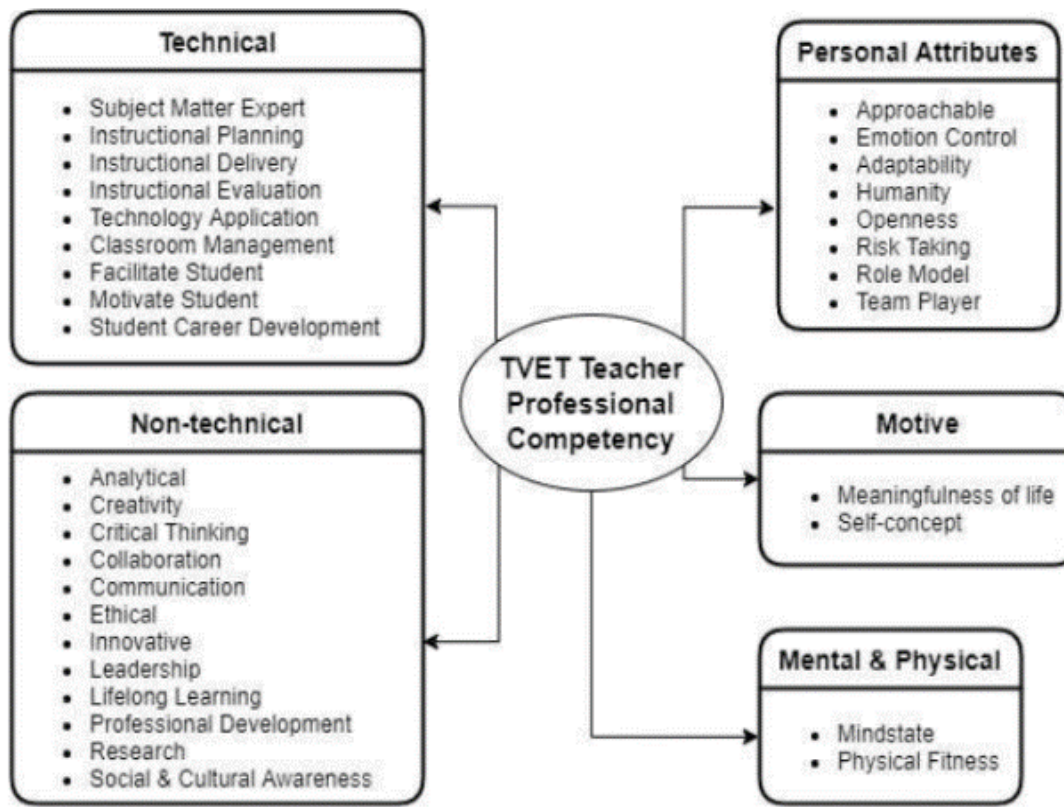 Technical
Subject Matter Expert
Instructional Planning
Instructional Delivery
Instructional Evaluation
Technology Application
Classroom Management
Facilitate Student
Motivate Student
Student Career Development
Non-technical
Analytical
Creativity
Critical Thinking
Collaboration
Communication
Ethical
Innovative
Leadership
Lifelong Learning
Professional Development
Research
Social & Cultural Awareness
TVET Teacher
Professional
Competency
Personal Attributes
Approachable
Emotion Control
Adaptability
Humanity
Openness
Risk Taking
Role Model
Team Player
Motive
Meaningfulness of life
Self-concept
Mental & Physical
Mindstate
Physical Fitness